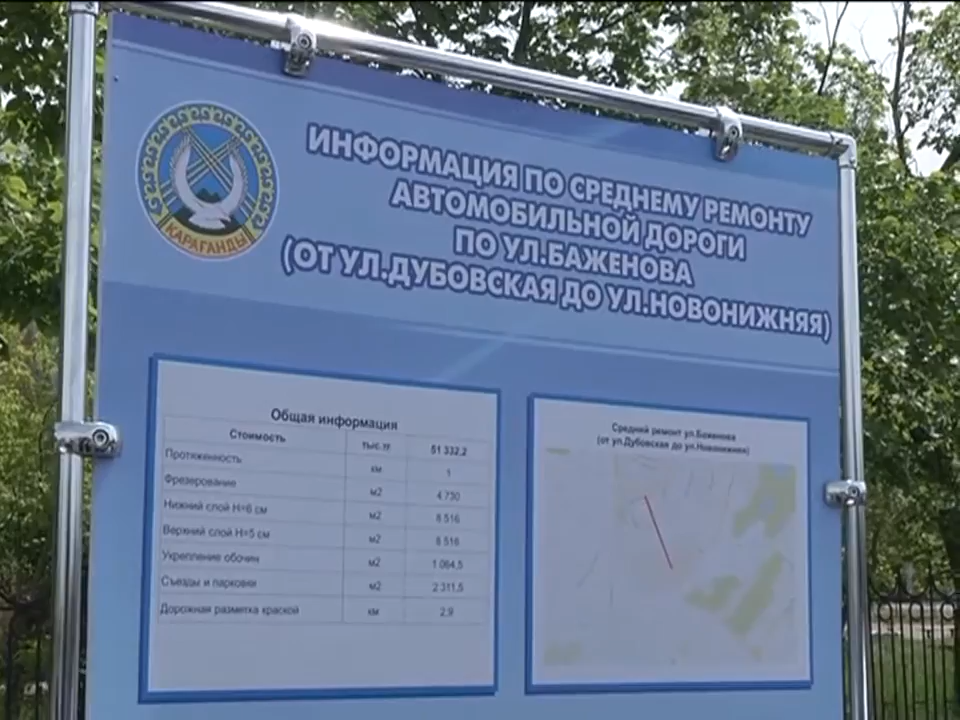 ИНФОРМАЦИЯ ПО СРЕДНЕМУ РЕМОНТУ
АВТОМОБИЛЬНОЙ ДОРОГИ
ПО УЛ.БАЖЕНОВА
(ОТ УЛ.ДУБОВСКАЯ ДО УЛ.НОВОНИЖНЯЯ)
ҚАРАҒАНДЫ
Общая информация
Стоимость тыс.тг 51 332,2
Протяженность км 1
Фрезерование м2 4 730
Нижний слой Н=6 см м2 8 516
Верхний слой Н=5 см м2 8 516
Укрепление обочин м2 1 064,5
Съезды и парковки м2 2 311,5
Дорожная разметка краской км 2,9
Средний ремонт ул.Баженова
(от ул.Дубовская до ул.Новонижняя)